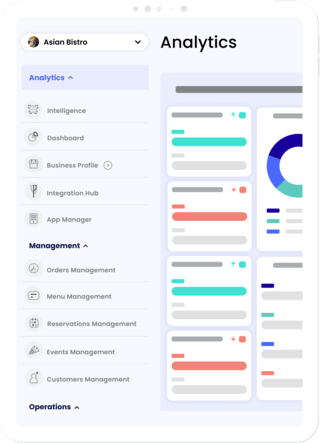 Asian Bistro
Analytics
Analytics
Intelligence
Dashboard
Business Profile
Integration Hub
App Manager
Management
Orders Management
Menu Management
Reservations Management
Events Management
Customers Management
Operations